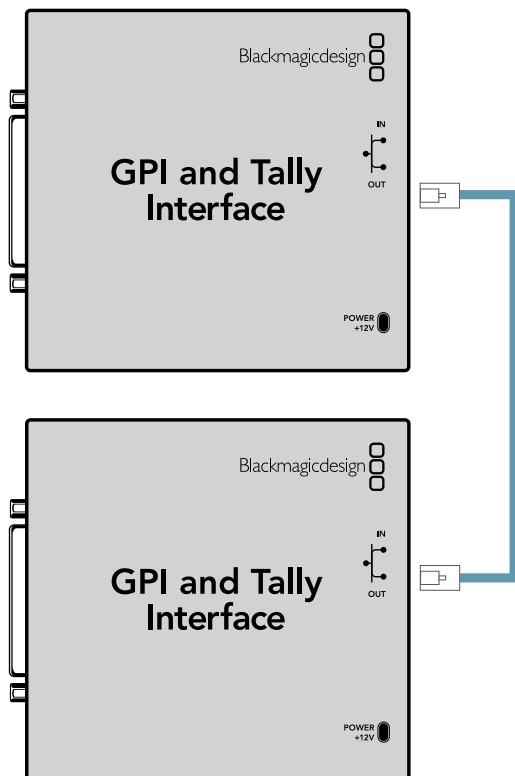 Blackmagicdesign
IN
OUT
GPI and Tally
Interface
POWER
+12V
Blackmagicdesign
IN
OUT
GPI and Tally
Interface
POWER
+12V